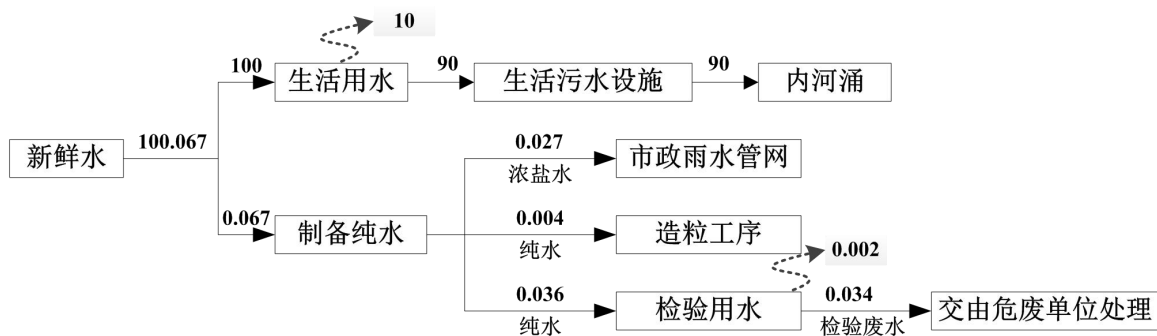 10
100
生活用水
90
生活污水设施
90
内河涌
新鲜水
100.067
0.027
浓盐水
市政雨水管网
0.067
制备纯水
0.004
纯水
造粒工序
0.002
0.036
纯水
检验用水
0.034
检验废水
交由危废单位处理